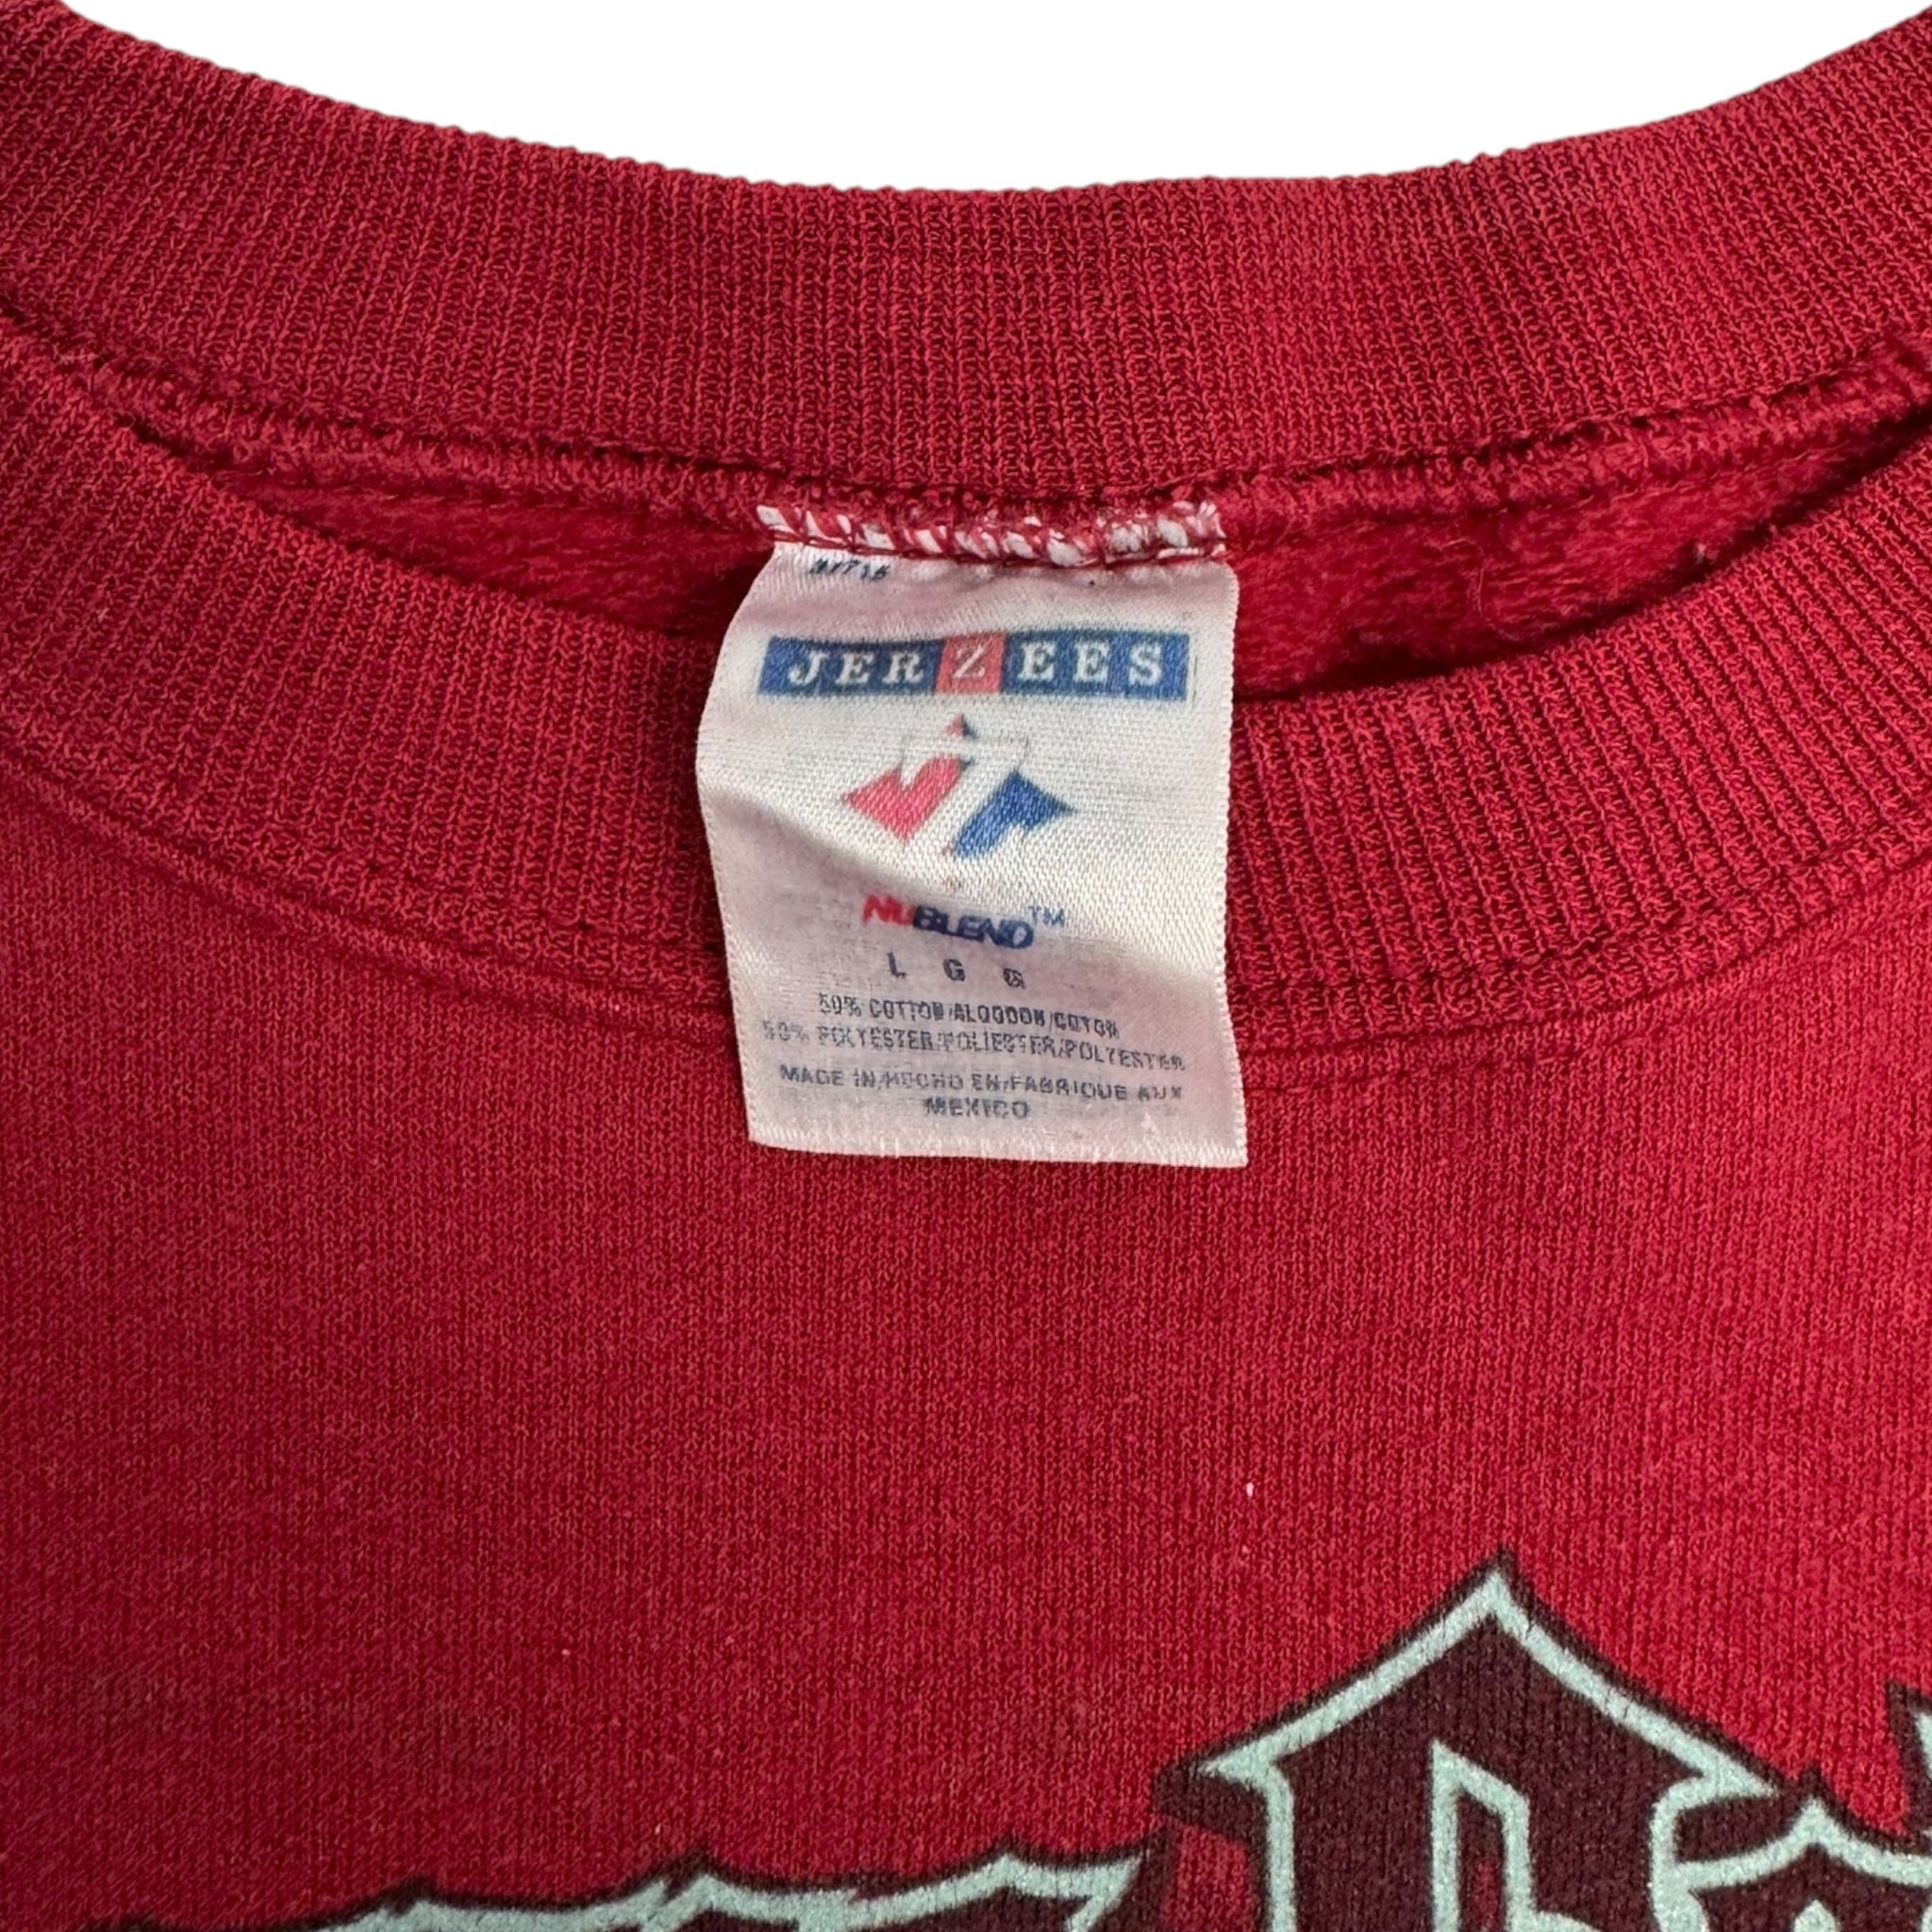 JERZEES
NUBLEND™
L G G
50% COTTON/ALGODON/COTON
50% POLYESTER/POLIESTER/POLYESTER
MADE IN/HECHO EN/FABRIQUE AUX
MEXICO